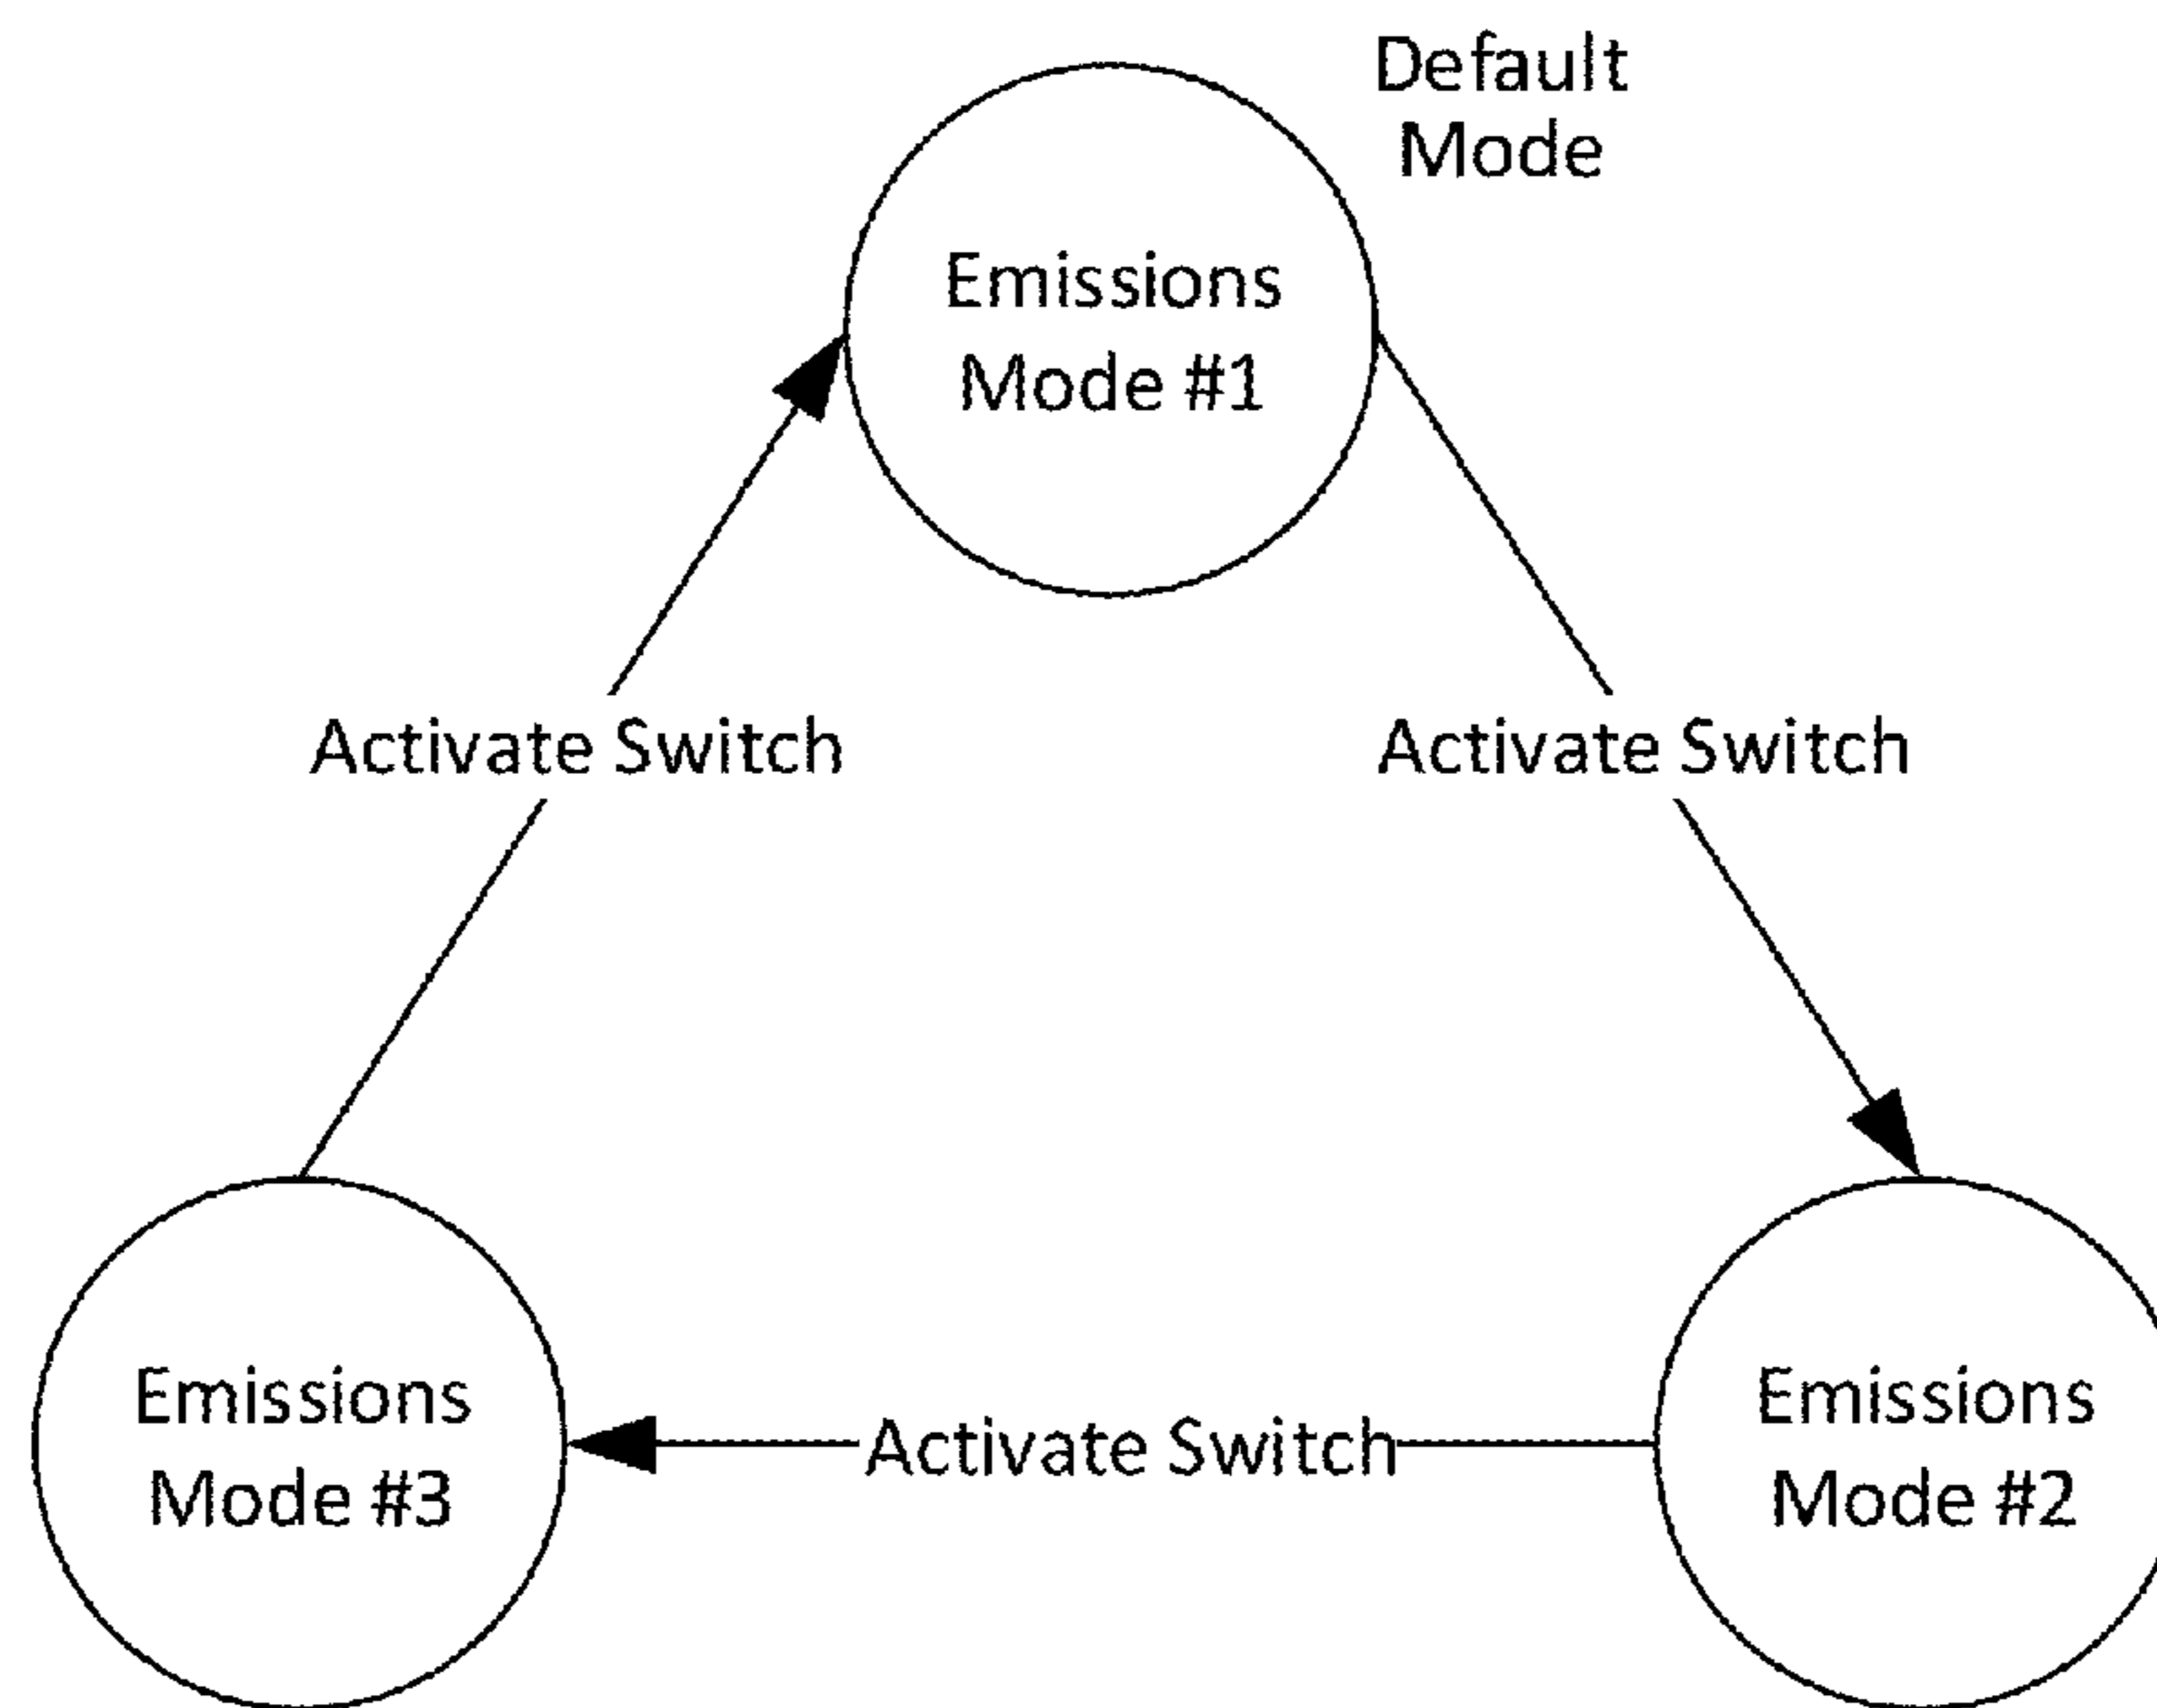 Default
Mode
Emissions
Mode #1
Activate Switch
Activate Switch
Emissions
Mode #3
Activate Switch
Emissions
Mode #2